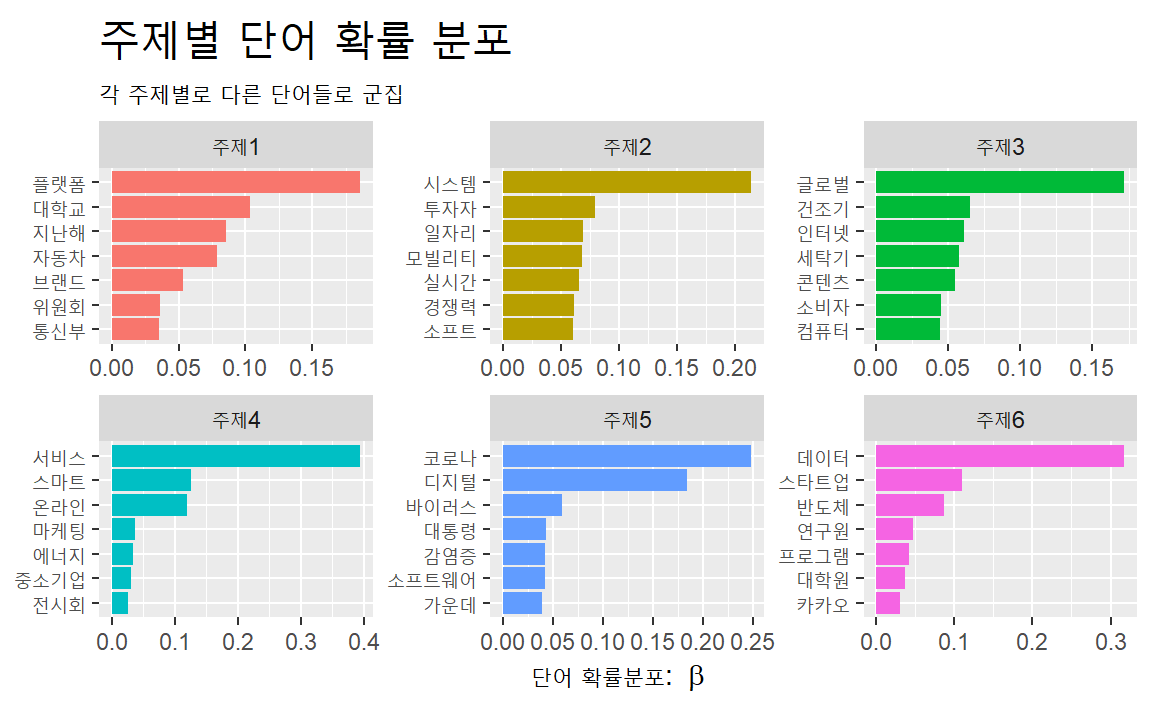 주제별 단어 확률 분포
각 주제별로 다른 단어들로 군집
주제1
플랫폼
대학교
지난해
자동차
브랜드
위원회
통신부
0.00 0.05 0.10 0.15
주제2
시스템
투자자
일자리
모빌리티
실시간
경쟁력
소프트
0.00 0.05 0.10 0.15 0.20
주제3
글로벌
건조기
인터넷
세탁기
콘텐츠
소비자
컴퓨터
0.00 0.05 0.10 0.15
주제4
서비스
스마트
온라인
마케팅
에너지
중소기업
전시회
0.0 0.1 0.2 0.3 0.4
주제5
코로나
디지털
바이러스
대통령
감염증
소프트웨어
가운데
0.00 0.05 0.10 0.15 0.20 0.25
주제6
데이터
스타트업
반도체
연구원
프로그램
대학원
카카오
0.0 0.1 0.2 0.3
단어 확률분포: β